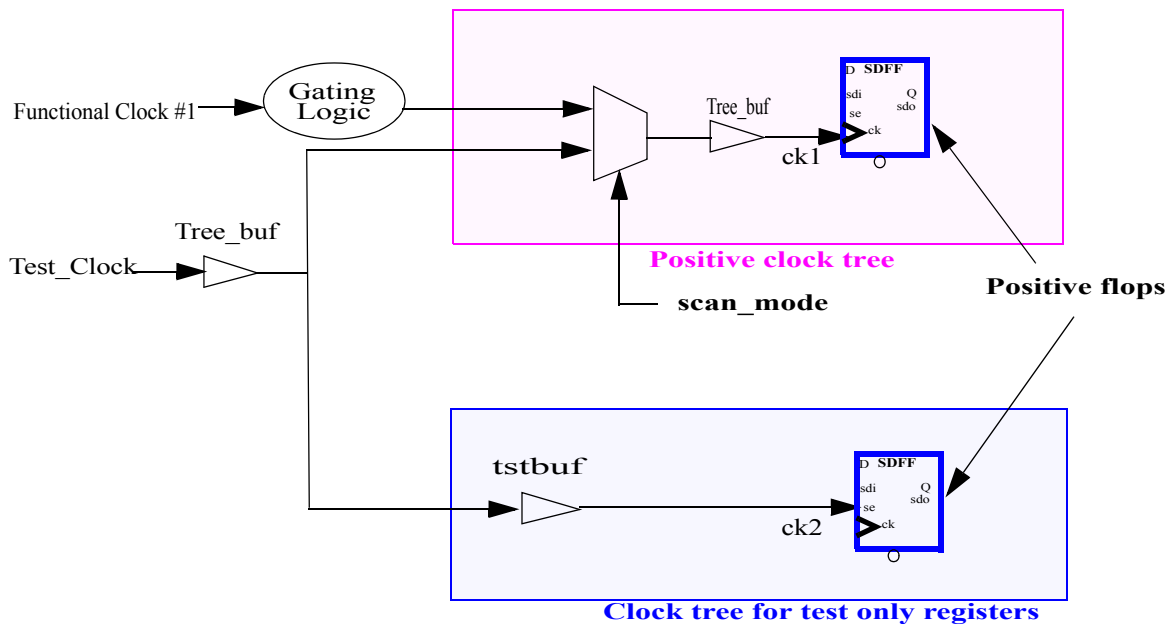 Functional Clock #1
Gating
Logic
Tree_buf
ck1
D SDFF
sdi
Q
sdo
se
ck
Test_Clock
Tree_buf
Positive clock tree
scan_mode
Positive flops
tstbuf
ck2
D SDFF
sdi
Q
sdo
se
ck
Clock tree for test only registers